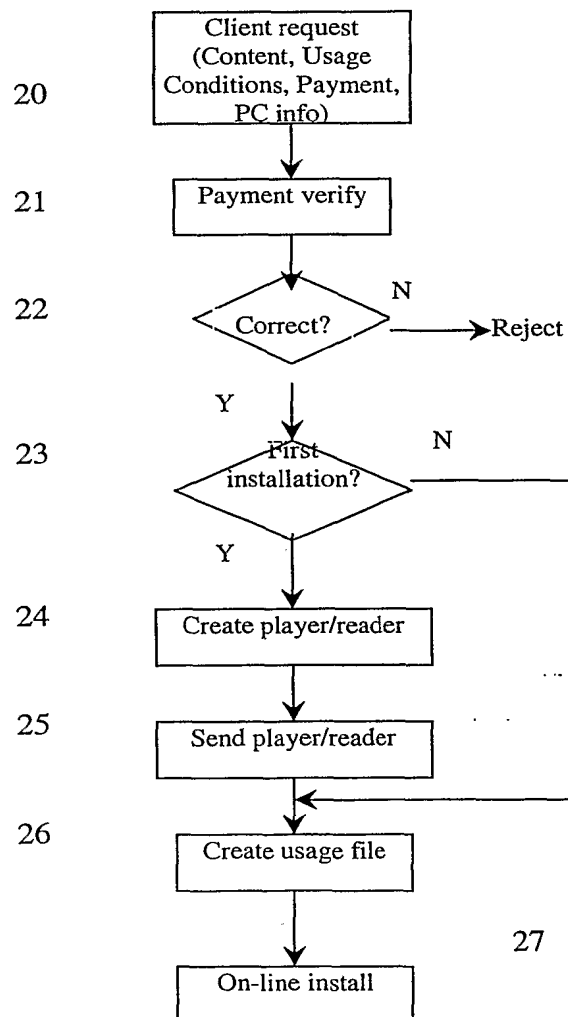 Client request
(Content, Usage
20
Conditions, Payment,
PC info)
21
Payment verify
22
N
Correct?
Reject
Y
23
First
N
installation?
Y
24
Create player/reader
25
Send player/reader
26
Create usage file
27
On-line install